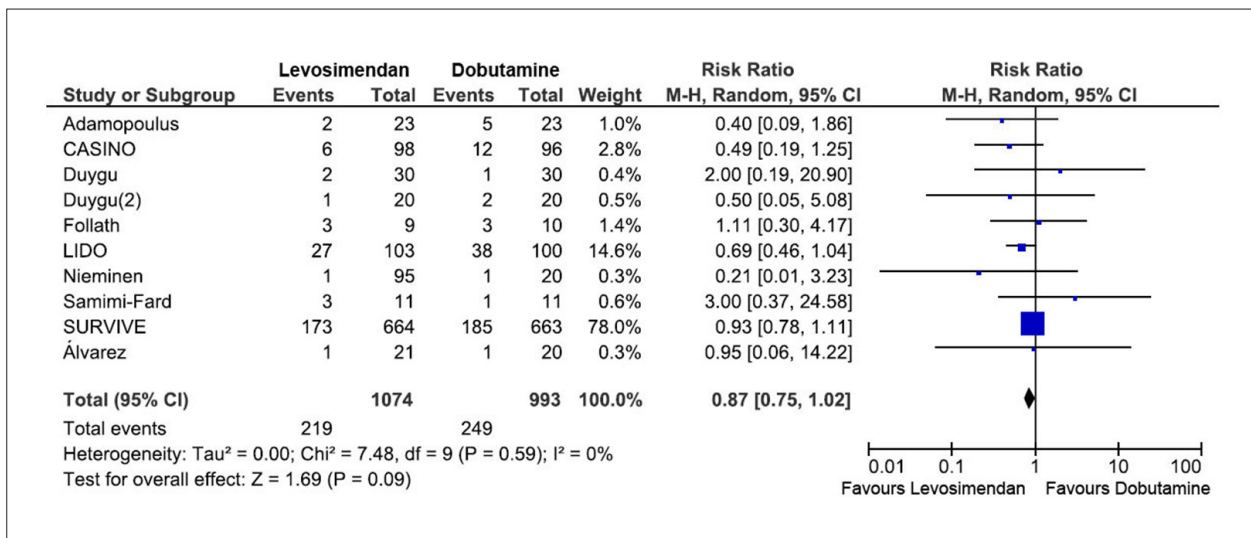 Levosimendan Dobutamine Risk Ratio Risk Ratio
Study or Subgroup Events Total Events Total Weight M-H, Random, 95% CI M-H, Random, 95% CI
Adamopoulus 2 23 5 23 1.0% 0.40 [0.09, 1.86]
CASINO 6 98 12 96 2.8% 0.49 [0.19, 1.25]
Duygu 2 30 1 30 0.4% 2.00 [0.19, 20.90]
Duygu(2) 1 20 2 20 0.5% 0.50 [0.05, 5.08]
Follath 3 9 3 10 1.4% 1.11 [0.30, 4.17]
LIDO 27 103 38 100 14.6% 0.69 [0.46, 1.04]
Nieminen 1 95 1 20 0.3% 0.21 [0.01, 3.23]
Samimi-Fard 3 11 1 11 0.6% 3.00 [0.37, 24.58]
SURVIVE 173 664 185 663 78.0% 0.93 [0.78, 1.11]
Álvarez 1 21 1 20 0.3% 0.95 [0.06, 14.22]
Total (95% CI) 1074 993 100.0% 0.87 [0.75, 1.02]
Total events 219 249
Heterogeneity: Tau² = 0.00; Chi² = 7.48, df = 9 (P = 0.59); I² = 0%
Test for overall effect: Z = 1.69 (P = 0.09)
0.01 0.1 1 10 100
Favours Levosimendan Favours Dobutamine